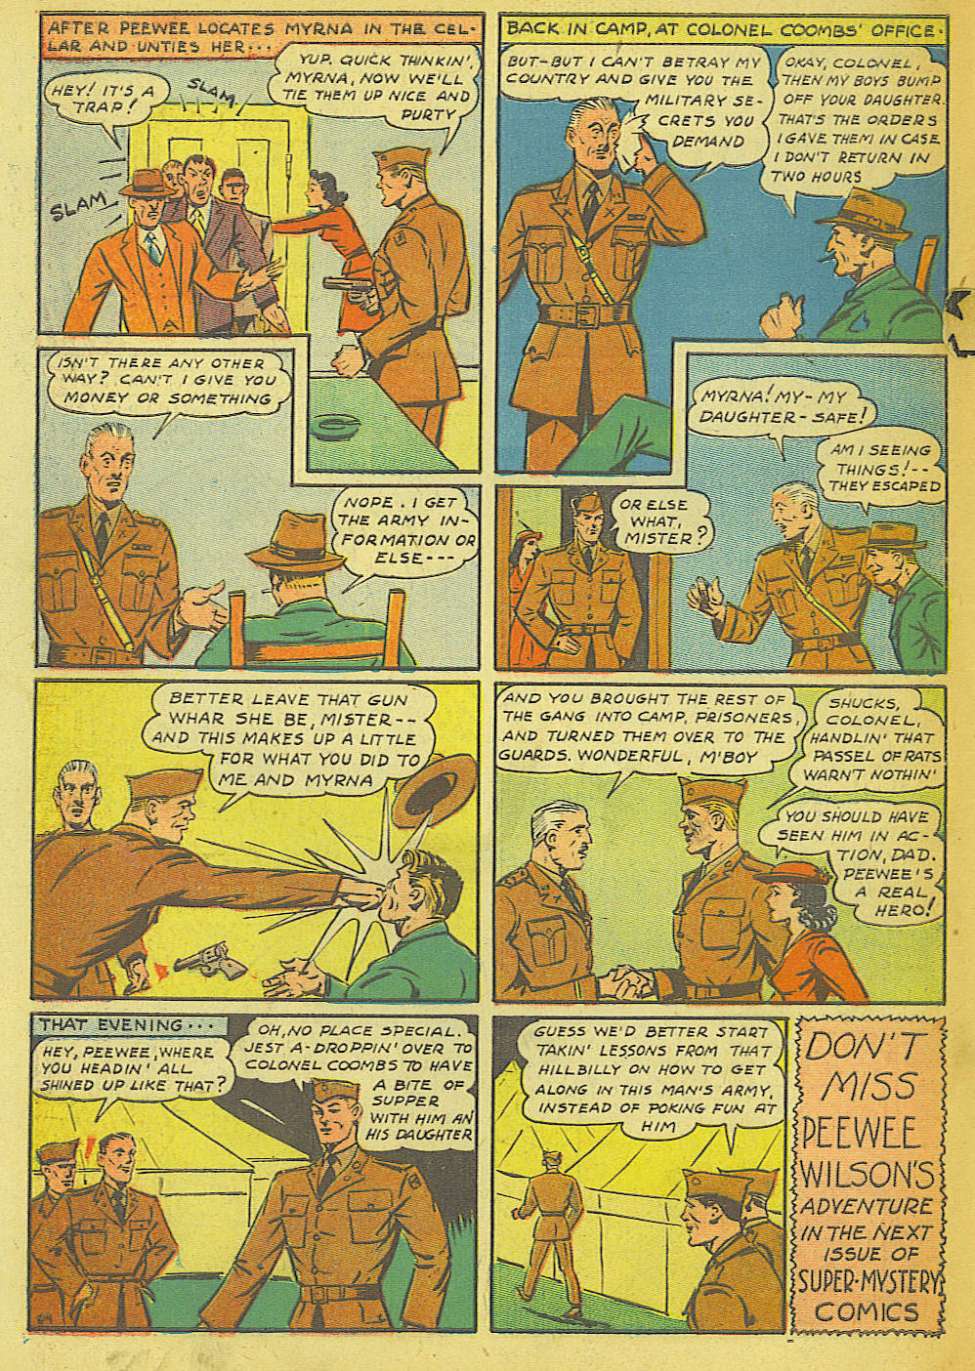 AFTER PEEWEE LOCATES MYRNA IN THE CEL-
LAR AND UNTIES HER···
HEY! IT'S A
TRAP!
SLAM
SLAM
YUP. QUICK THINKIN',
MYRNA, NOW WE'LL
TIE THEM UP NICE AND
PURTY
BACK IN CAMP, AT COLONEL COOMBS' OFFICE·
BUT-BUT I CAN'T BETRAY MY
COUNTRY AND GIVE YOU THE
MILITARY SE-
CRETS YOU
DEMAND
OKAY, COLONEL,
THEN MY BOYS BUMP
OFF YOUR DAUGHTER.
THAT'S THE ORDERS
I GAVE THEM IN CASE
I DON'T RETURN IN
TWO HOURS
ISN'T THERE ANY OTHER
WAY? CAN'T I GIVE YOU
MONEY OR SOMETHING
NOPE. I GET
THE ARMY IN-
FORMATION OR
ELSE---
OR ELSE
WHAT,
MISTER?
MYRNA! MY-MY
DAUGHTER-SAFE!
AM I SEEING
THINGS!--
THEY ESCAPED
BETTER LEAVE THAT GUN
WHAR SHE BE, MISTER--
AND THIS MAKES UP A LITTLE
FOR WHAT YOU DID TO
ME AND MYRNA
AND YOU BROUGHT THE REST OF
THE GANG INTO CAMP, PRISONERS,
AND TURNED THEM OVER TO THE
GUARDS. WONDERFUL, M'BOY
SHUCKS,
COLONEL,
HANDLIN' THAT
PASSEL OF RATS
WARN'T NOTHIN'
YOU SHOULD HAVE
SEEN HIM IN AC-
TION, DAD.
PEEWEE'S
A REAL
HERO!
THAT EVENING···
HEY, PEEWEE, WHERE
YOU HEADIN' ALL
SHINED UP LIKE THAT?
OH, NO PLACE SPECIAL.
JEST A-DROPPIN' OVER TO
COLONEL COOMBS TO HAVE
A BITE OF
SUPPER
WITH HIM AN'
HIS DAUGHTER
GUESS WE'D BETTER START
TAKIN' LESSONS FROM THAT
HILLBILLY ON HOW TO GET
ALONG IN THIS MAN'S ARMY,
INSTEAD OF POKING FUN AT
HIM
DON'T
MISS
PEEWEE
WILSON'S
ADVENTURE
IN THE NEXT
ISSUE OF
SUPER-MYSTERY
COMICS